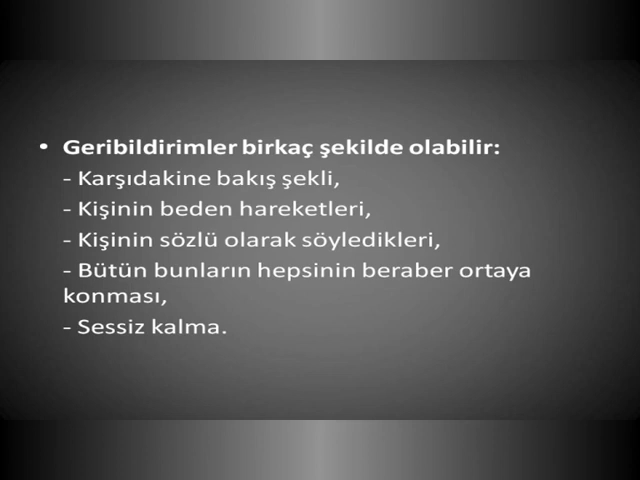 • Geribildirimler birkaç şekilde olabilir:
- Karşıdakine bakış şekli,
- Kişinin beden hareketleri,
- Kişinin sözlü olarak söyledikleri,
- Bütün bunların hepsinin beraber ortaya
konması,
- Sessiz kalma.